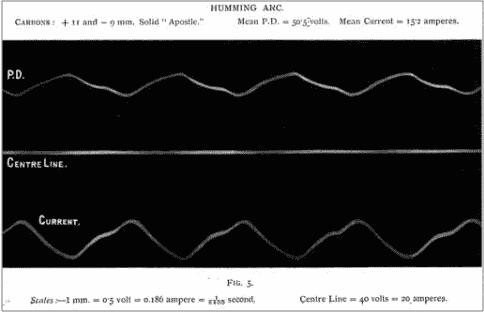 HUMMING ARC.
CARBONS: + 11 and - 9 mm. Solid "Apostle." Mean P.D. = 50·5 volts. Mean Current = 15·2 amperes.
P.D.
CENTRE LINE.
CURRENT.
FIG. 5.
Scales:—1 mm. = 0·5 volt = 0.186 ampere = second, Centre Line = 40 volts = 20 amperes.